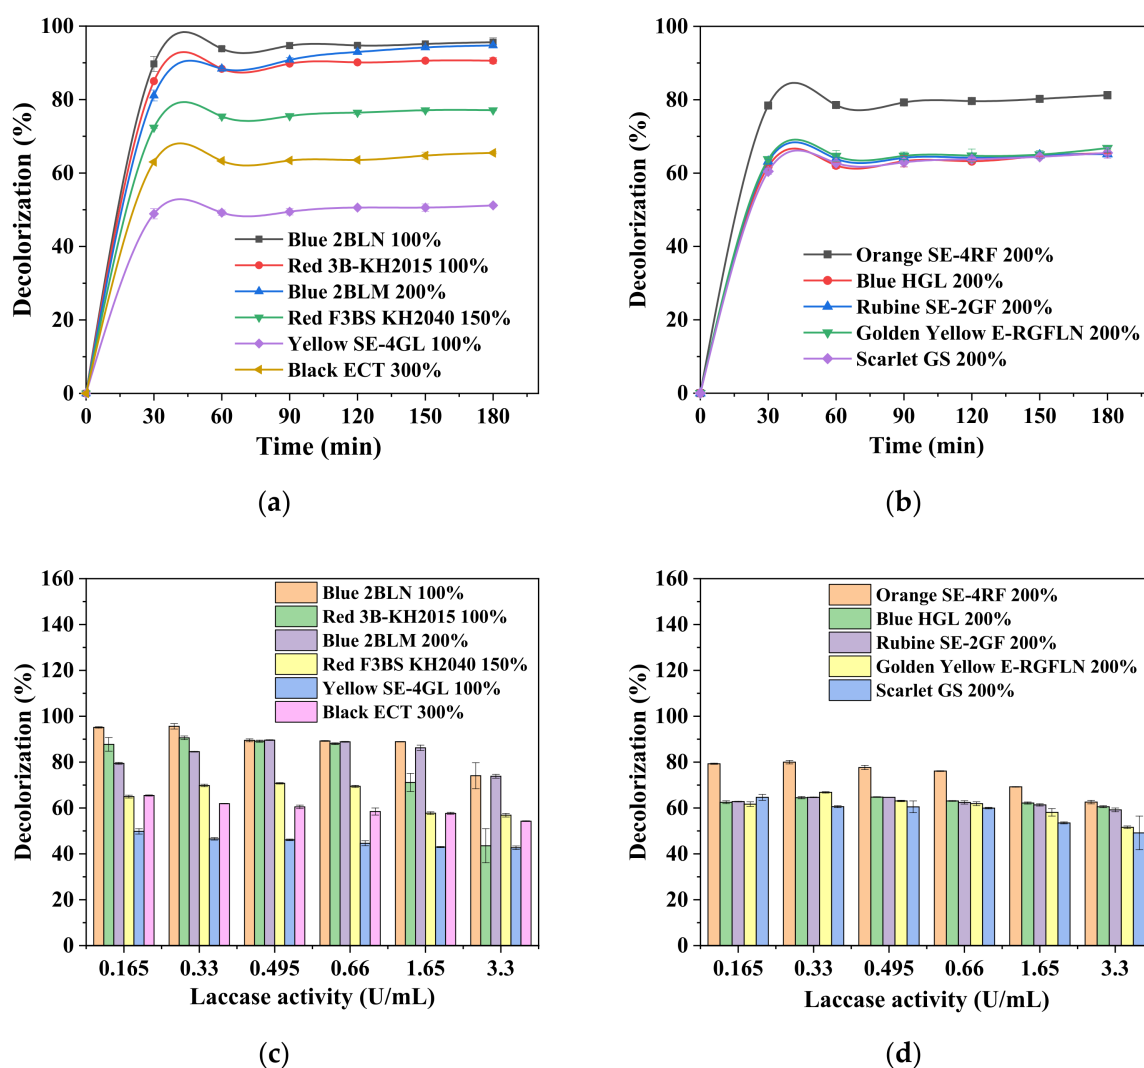 100
80
60
40
20
0
Decolorization (%)
0 30 60 90 120 150 180
Time (min)
Blue 2BLN 100%
Red 3B-KH2015 100%
Blue 2BLM 200%
Red F3BS KH2040 150%
Yellow SE-4GL 100%
Black ECT 300%
(a)
100
80
60
40
20
0
Decolorization (%)
0 30 60 90 120 150 180
Time (min)
Orange SE-4RF 200%
Blue HGL 200%
Rubine SE-2GF 200%
Golden Yellow E-RGFLN 200%
Scarlet GS 200%
(b)
160
140
120
100
80
60
40
20
0
Decolorization (%)
0.165 0.33 0.495 0.66 1.65 3.3
Laccase activity (U/mL)
Blue 2BLN 100%
Red 3B-KH2015 100%
Blue 2BLM 200%
Red F3BS KH2040 150%
Yellow SE-4GL 100%
Black ECT 300%
(c)
160
140
120
100
80
60
40
20
0
Decolorization (%)
0.165 0.33 0.495 0.66 1.65 3.3
Laccase activity (U/mL)
Orange SE-4RF 200%
Blue HGL 200%
Rubine SE-2GF 200%
Golden Yellow E-RGFLN 200%
Scarlet GS 200%
(d)